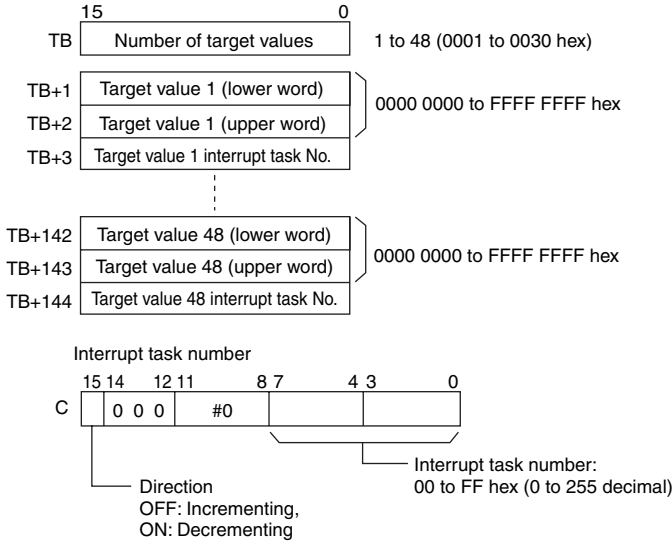 15 0
TB Number of target values 1 to 48 (0001 to 0030 hex)
TB+1 Target value 1 (lower word)
0000 0000 to FFFF FFFF hex
TB+2 Target value 1 (upper word)
TB+3 Target value 1 interrupt task No.
TB+142 Target value 48 (lower word)
0000 0000 to FFFF FFFF hex
TB+143 Target value 48 (upper word)
TB+144 Target value 48 interrupt task No.
Interrupt task number
15 14 12 11 8 7 4 3 0
C 0 0 0 #0
Interrupt task number:
00 to FF hex (0 to 255 decimal)
Direction
OFF: Incrementing,
ON: Decrementing